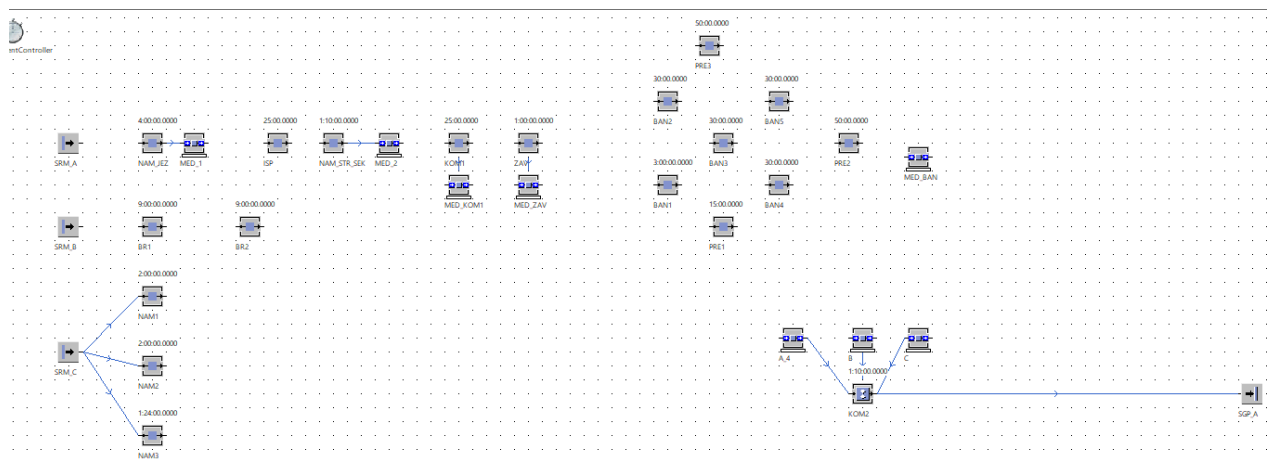 50:00.0000
entController
PRE3
30:00.0000
30:00.0000
4:00:00.0000
25:00.0000
1:10:00.0000
25:00.0000
1:00:00.0000
BAN2
30:00.0000
BAN5
50:00.0000
SRM_A
NAM_JEZ
MED_1
ISP
NAM_STR_SEK
MED_2
KOM1
ZAV
3:00:00.0000
BAN3
30:00.0000
PRE2
MED_BAN
MED_KOM1
MED_ZAV
BAN1
15:00.0000
BAN4
9:00:00.0000
9:00:00.0000
SRM_B
BR1
BR2
PRE1
2:00:00.0000
NAM1
2:00:00.0000
A_4
B
C
SRM_C
1:10:00.0000
NAM2
1:24:00.0000
KOM2
SGP_A
NAM3